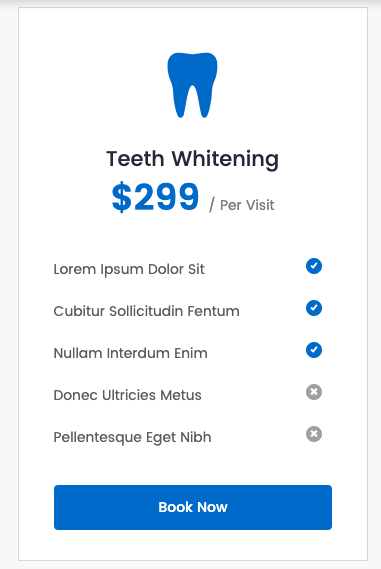 Teeth Whitening
$299 / Per Visit
Lorem Ipsum Dolor Sit
Cubitur Sollicitudin Fentum
Nullam Interdum Enim
Donec Ultricies Metus
Pellentesque Eget Nibh
Book Now